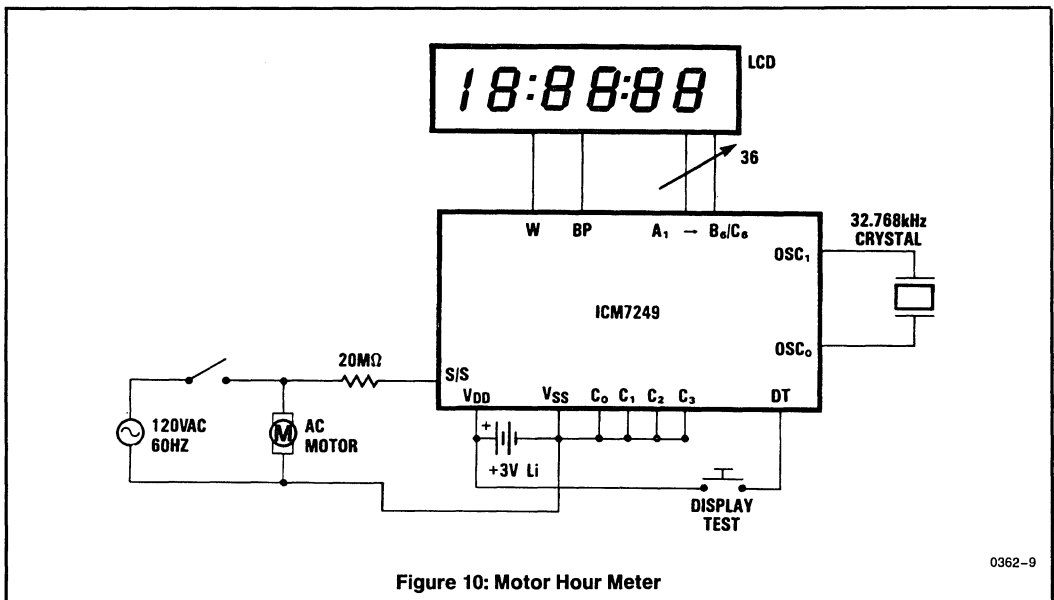 LCD
18:88:88
36
W BP A₁ → B₆/C₆
32.768kHz
CRYSTAL
OSC₁
ICM7249
OSC₀
20MΩ
S/S
VDD VSS C₀ C₁ C₂ C₃ DT
120VAC
60HZ
M
AC
MOTOR
+
+3V Li
DISPLAY
TEST
0362-9
Figure 10: Motor Hour Meter